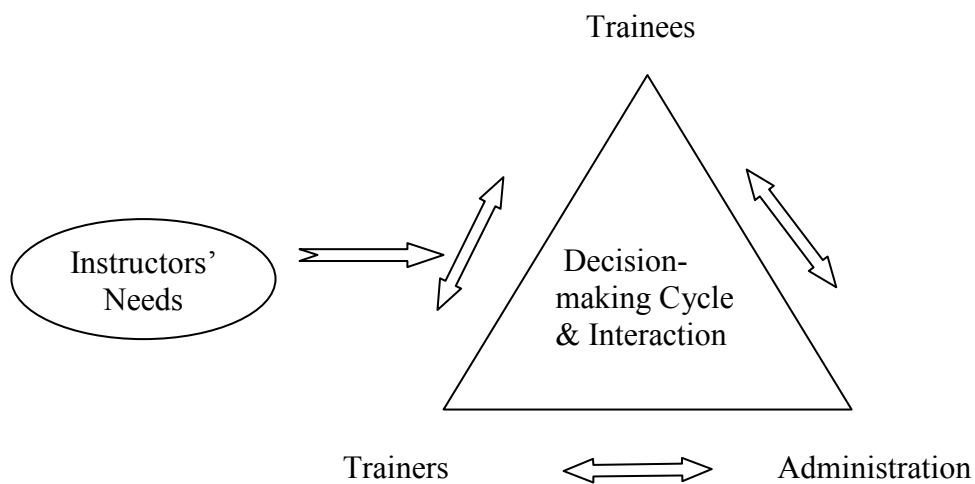 Trainees
Instructors’
Needs
Decision-
making Cycle
& Interaction
Trainers
Administration